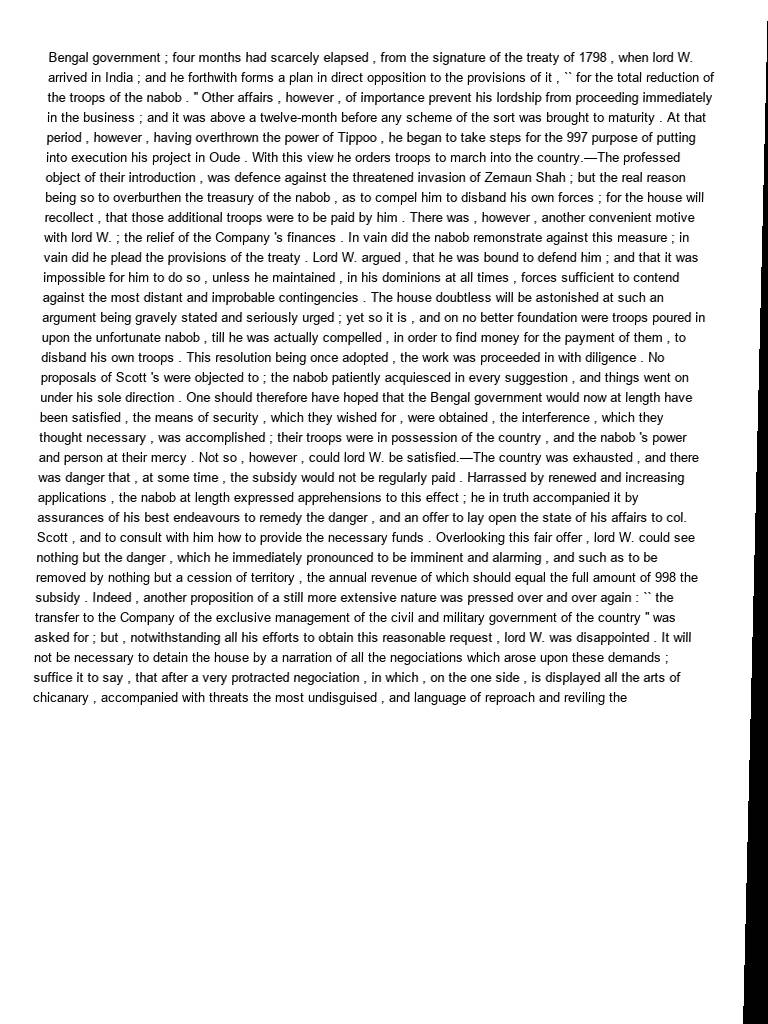 Bengal government ; four months had scarcely elapsed , from the signature of the treaty of 1798 , when lord W.
arrived in India ; and he forthwith forms a plan in direct opposition to the provisions of it , `` for the total reduction of
the troops of the nabob . " Other affairs , however , of importance prevent his lordship from proceeding immediately
in the business ; and it was above a twelve-month before any scheme of the sort was brought to maturity . At that
period , however , having overthrown the power of Tippoo , he began to take steps for the 997 purpose of putting
into execution his project in Oude . With this view he orders troops to march into the country.—The professed
object of their introduction , was defence against the threatened invasion of Zemaun Shah ; but the real reason
being so to overburthen the treasury of the nabob , as to compel him to disband his own forces ; for the house will
recollect , that those additional troops were to be paid by him . There was , however , another convenient motive
with lord W. ; the relief of the Company 's finances . In vain did the nabob remonstrate against this measure ; in
vain did he plead the provisions of the treaty . Lord W. argued , that he was bound to defend him ; and that it was
impossible for him to do so , unless he maintained , in his dominions at all times , forces sufficient to contend
against the most distant and improbable contingencies . The house doubtless will be astonished at such an
argument being gravely stated and seriously urged ; yet so it is , and on no better foundation were troops poured in
upon the unfortunate nabob , till he was actually compelled , in order to find money for the payment of them , to
disband his own troops . This resolution being once adopted , the work was proceeded in with diligence . No
proposals of Scott 's were objected to ; the nabob patiently acquiesced in every suggestion , and things went on
under his sole direction . One should therefore have hoped that the Bengal government would now at length have
been satisfied , the means of security , which they wished for , were obtained , the interference , which they
thought necessary , was accomplished ; their troops were in possession of the country , and the nabob 's power
and person at their mercy . Not so , however , could lord W. be satisfied.—The country was exhausted , and there
was danger that , at some time , the subsidy would not be regularly paid . Harrassed by renewed and increasing
applications , the nabob at length expressed apprehensions to this effect ; he in truth accompanied it by
assurances of his best endeavours to remedy the danger , and an offer to lay open the state of his affairs to col.
Scott , and to consult with him how to provide the necessary funds . Overlooking this fair offer , lord W. could see
nothing but the danger , which he immediately pronounced to be imminent and alarming , and such as to be
removed by nothing but a cession of territory , the annual revenue of which should equal the full amount of 998 the
subsidy . Indeed , another proposition of a still more extensive nature was pressed over and over again : `` the
transfer to the Company of the exclusive management of the civil and military government of the country " was
asked for ; but , notwithstanding all his efforts to obtain this reasonable request , lord W. was disappointed . It will
not be necessary to detain the house by a narration of all the negociations which arose upon these demands ;
suffice it to say , that after a very protracted negociation , in which , on the one side , is displayed all the arts of
chicanary , accompanied with threats the most undisguised , and language of reproach and reviling the